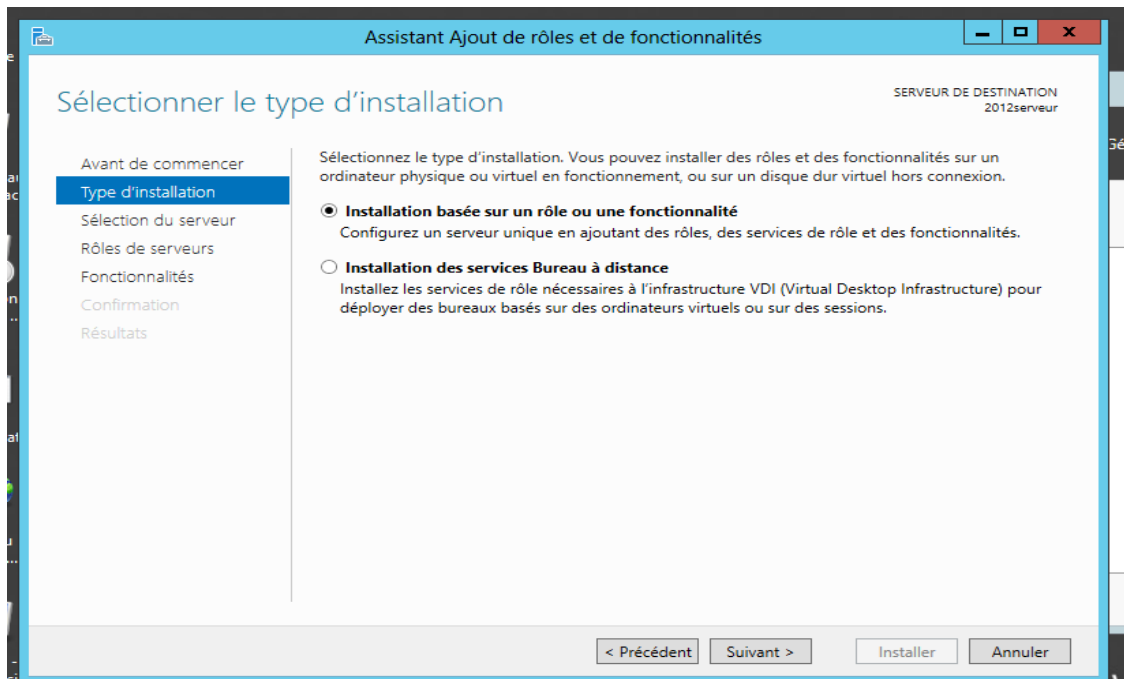 Assistant Ajout de rôles et de fonctionnalités
Sélectionner le type d’installation
SERVEUR DE DESTINATION
2012serveur
Avant de commencer
Type d’installation
Sélection du serveur
Rôles de serveurs
Fonctionnalités
Confirmation
Résultats
Sélectionnez le type d’installation. Vous pouvez installer des rôles et des fonctionnalités sur un
ordinateur physique ou virtuel en fonctionnement, ou sur un disque dur virtuel hors connexion.
Installation basée sur un rôle ou une fonctionnalité
Configurez un serveur unique en ajoutant des rôles, des services de rôle et des fonctionnalités.
Installation des services Bureau à distance
Installez les services de rôle nécessaires à l’infrastructure VDI (Virtual Desktop Infrastructure) pour
déployer des bureaux basés sur des ordinateurs virtuels ou sur des sessions.
< Précédent
Suivant >
Installer
Annuler